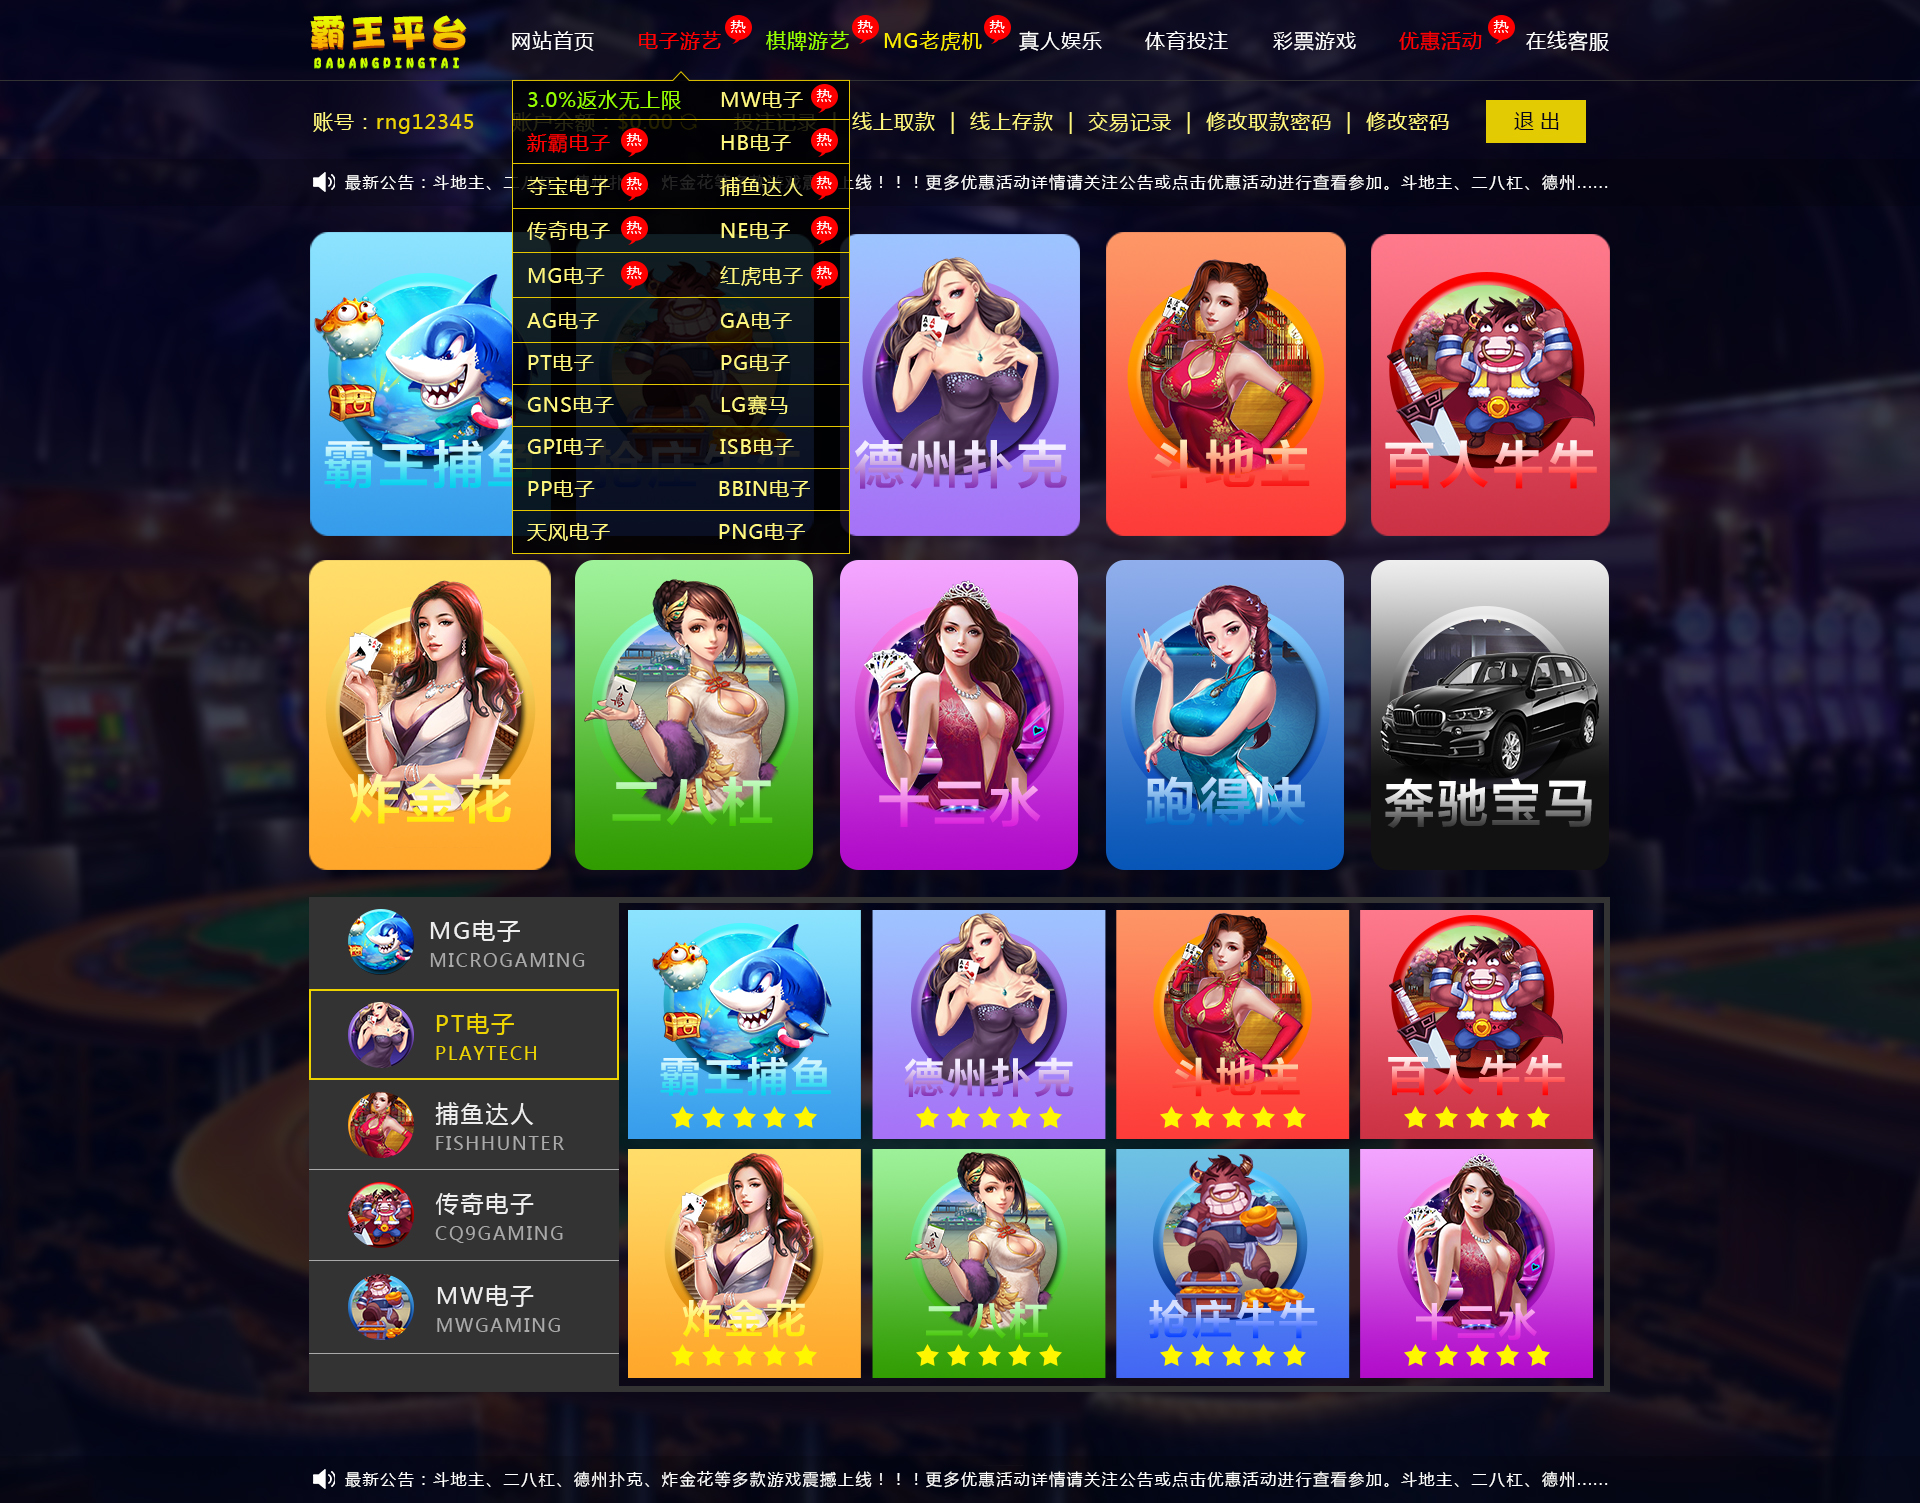 霸王平台
BAWANGDINGTAI
网站首页 电子游艺 热 棋牌游艺 热 MG老虎机 热 真人娱乐 体育投注 彩票游戏 优惠活动 热 在线客服
账号：rng12345 账户余额：$0.00 投注记录 | 线上取款 | 线上存款 | 交易记录 | 修改取款密码 | 修改密码 退 出
3.0%返水无上限 MW电子 热
新霸电子 热 HB电子 热
夺宝电子 热 捕鱼达人 热
传奇电子 热 NE电子 热
MG电子 热 红虎电子 热
AG电子 GA电子
PT电子 PG电子
GNS电子 LG赛马
GPI电子 ISB电子
PP电子 BBIN电子
天风电子 PNG电子
最新公告：斗地主、二八杠、德州扑 炸金花等 上线！！！更多优惠活动详情请关注公告或点击优惠活动进行查看参加。斗地主、二八杠、德州......
霸王捕鱼 抢庄牛牛 德州扑克 斗地主 百人牛牛
八萬
炸金花 二八杠 十三水 跑得快 奔驰宝马
MG电子
MICROGAMING
PT电子
PLAYTECH
捕鱼达人
FISHHUNTER
传奇电子
CQ9GAMING
MW电子
MWGAMING
霸王捕鱼 德州扑克 斗地主 百人牛牛
八萬
炸金花 二八杠 抢庄牛牛 十三水
最新公告：斗地主、二八杠、德州扑克、炸金花等多款游戏震撼上线！！！更多优惠活动详情请关注公告或点击优惠活动进行查看参加。斗地主、二八杠、德州......